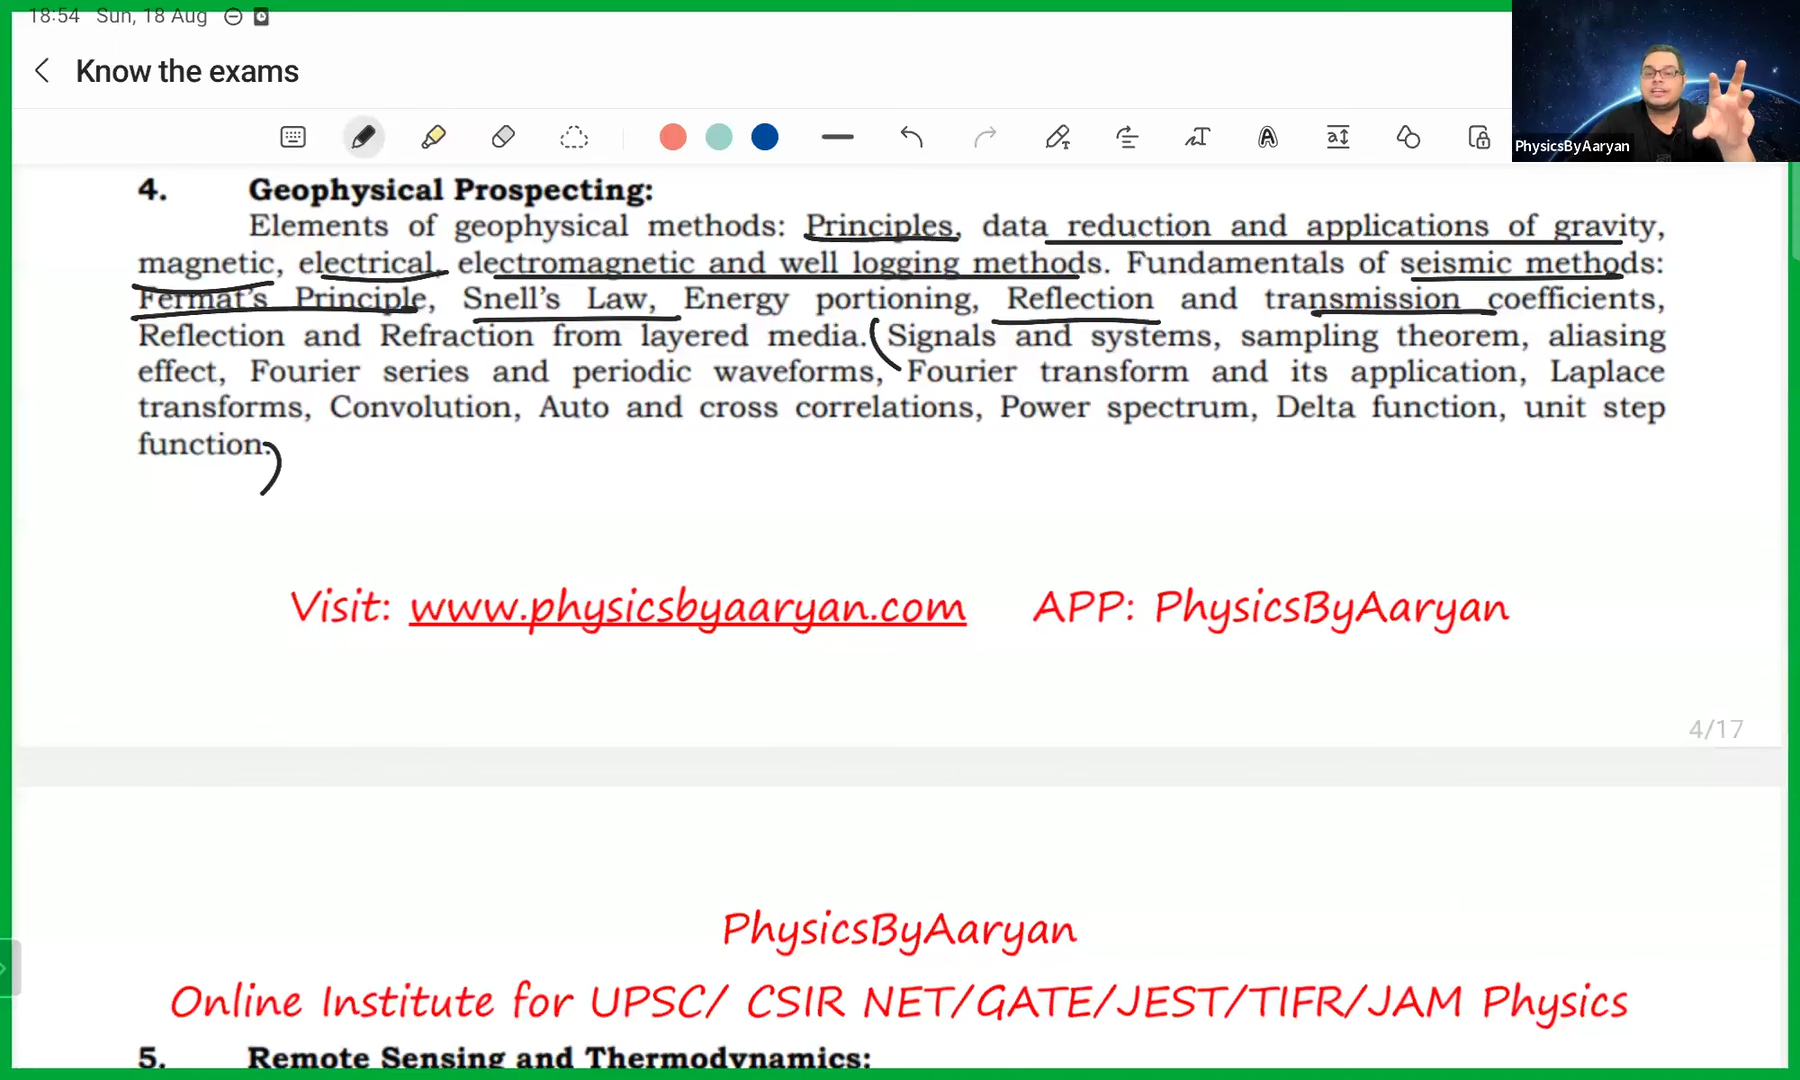 18:54 Sun, 18 Aug
Know the exams
PhysicsByAaryan
4. Geophysical Prospecting:
Elements of geophysical methods: Principles, data reduction and applications of gravity,
magnetic, electrical, electromagnetic and well logging methods. Fundamentals of seismic methods:
Fermat's Principle, Snell's Law, Energy portioning, Reflection and transmission coefficients,
Reflection and Refraction from layered media. Signals and systems, sampling theorem, aliasing
effect, Fourier series and periodic waveforms, Fourier transform and its application, Laplace
transforms, Convolution, Auto and cross correlations, Power spectrum, Delta function, unit step
function.
Visit: www.physicsbyaaryan.com APP: PhysicsByAaryan
4/17
PhysicsByAaryan
Online Institute for UPSC/ CSIR NET/GATE/JEST/TIFR/JAM Physics
5. Remote Sensing and Thermodynamics: